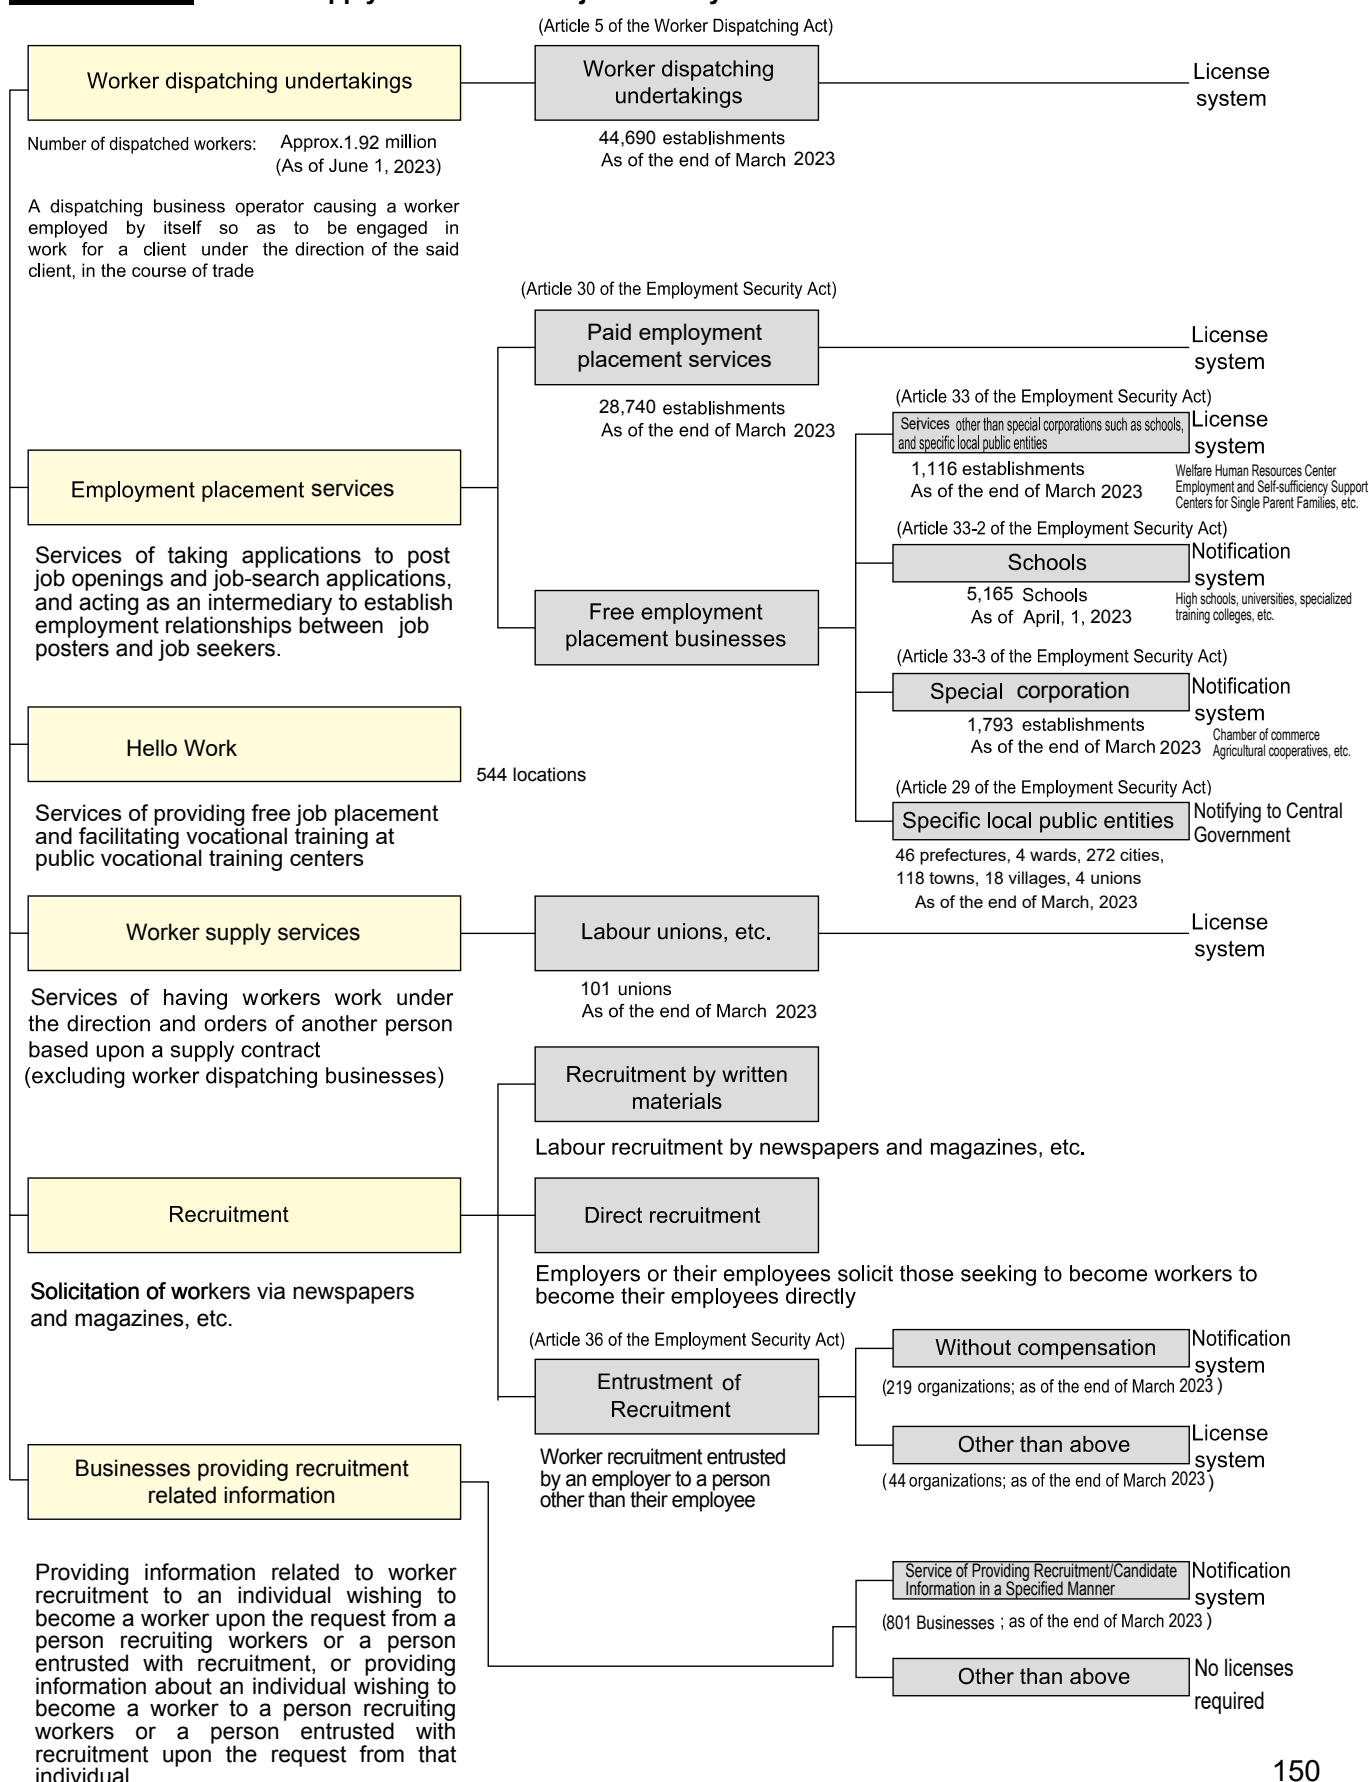 (Article 5 of the Worker Dispatching Act)
Worker dispatching undertakings
Worker dispatching
undertakings
License
system
Number of dispatched workers: Approx.1.92 million
(As of June 1, 2023)
44,690 establishments
As of the end of March 2023
A dispatching business operator causing a worker
employed by itself so as to be engaged in
work for a client under the direction of the said
client, in the course of trade
(Article 30 of the Employment Security Act)
Paid employment
placement services
License
system
28,740 establishments
As of the end of March 2023
(Article 33 of the Employment Security Act)
Services other than special corporations such as schools,
and specific local public entities
License
system
1,116 establishments
As of the end of March 2023
Welfare Human Resources Center
Employment and Self-sufficiency Support
Centers for Single Parent Families, etc.
Employment placement services
Services of taking applications to post
job openings and job-search applications,
and acting as an intermediary to establish
employment relationships between job
posters and job seekers.
(Article 33-2 of the Employment Security Act)
Schools
Notification
system
5,165 Schools
As of April, 1, 2023
High schools, universities, specialized
training colleges, etc.
Free employment
placement businesses
(Article 33-3 of the Employment Security Act)
Special corporation
Notification
system
1,793 establishments
As of the end of March 2023
Chamber of commerce
Agricultural cooperatives, etc.
Hello Work
544 locations
Services of providing free job placement
and facilitating vocational training at
public vocational training centers
(Article 29 of the Employment Security Act)
Specific local public entities
Notifying to Central
Government
46 prefectures, 4 wards, 272 cities,
118 towns, 18 villages, 4 unions
As of the end of March, 2023
Worker supply services
Labour unions, etc.
License
system
Services of having workers work under
the direction and orders of another person
based upon a supply contract
(excluding worker dispatching businesses)
101 unions
As of the end of March 2023
Recruitment by written
materials
Labour recruitment by newspapers and magazines, etc.
Recruitment
Direct recruitment
Solicitation of workers via newspapers
and magazines, etc.
Employers or their employees solicit those seeking to become workers to
become their employees directly
(Article 36 of the Employment Security Act)
Entrustment of
Recruitment
Without compensation
Notification
system
(219 organizations; as of the end of March 2023 )
Worker recruitment entrusted
by an employer to a person
other than their employee
Other than above
License
system
( 44 organizations; as of the end of March 2023 )
Businesses providing recruitment
related information
Providing information related to worker
recruitment to an individual wishing to
become a worker upon the request from a
person recruiting workers or a person
entrusted with recruitment, or providing
information about an individual wishing to
become a worker to a person recruiting
workers or a person entrusted with
recruitment upon the request from that
individual
Service of Providing Recruitment/Candidate
Information in a Specified Manner
Notification
system
(801 Businesses ; as of the end of March 2023 )
Other than above
No licenses
required
150